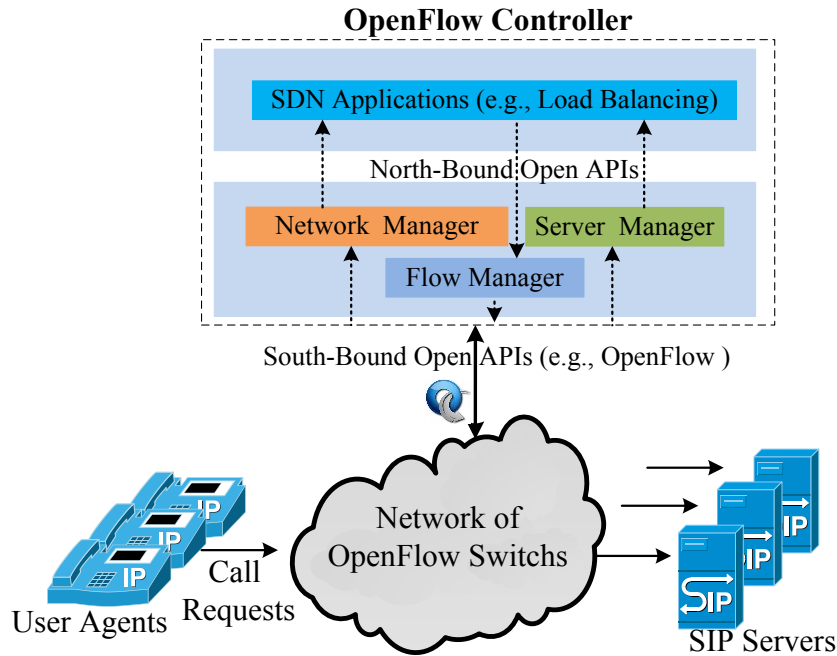 OpenFlow Controller
SDN Applications (e.g., Load Balancing)
North-Bound Open APIs
Network Manager
Server Manager
Flow Manager
South-Bound Open APIs (e.g., OpenFlow )
Network of
OpenFlow Switchs
IP
IP
IP
Call
Requests
User Agents
IP
IP
SIP
SIP Servers